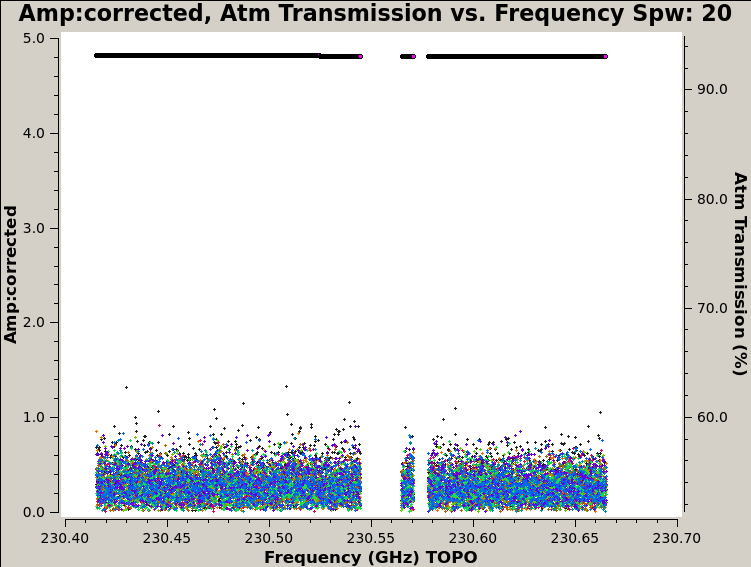 Amp:corrected, Atm Transmission vs. Frequency Spw: 20
5.0
4.0
3.0
2.0
1.0
0.0
Amp:corrected
90.0
80.0
70.0
60.0
Atm Transmission (%)
230.40 230.45 230.50 230.55 230.60 230.65 230.70
Frequency (GHz) TOPO